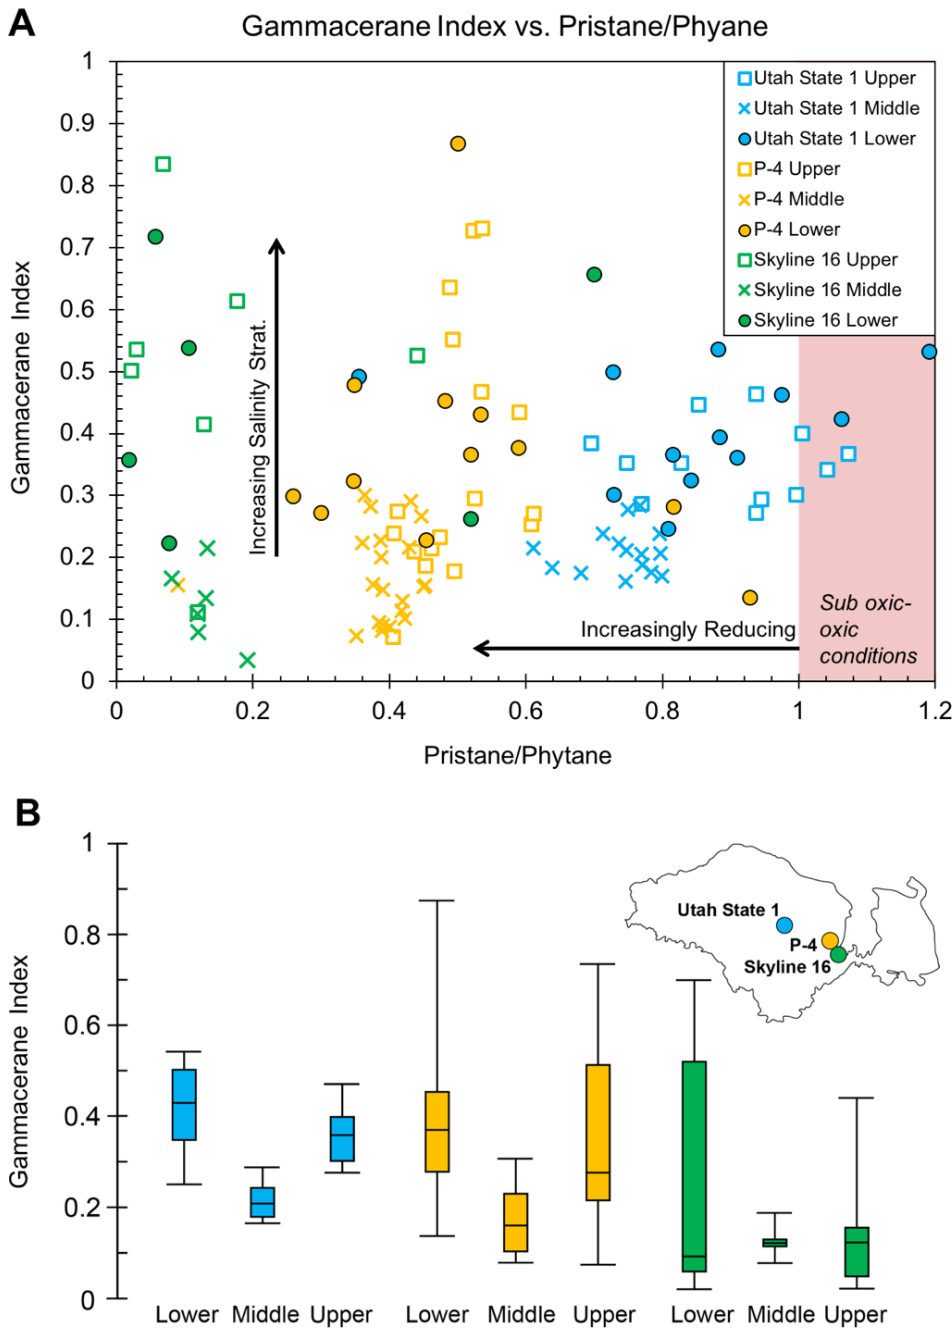 A
Gammacerane Index vs. Pristane/Phyane
1
0.9
0.8
0.7
0.6
0.5
0.4
0.3
0.2
0.1
0
Gammacerane Index
Utah State 1 Upper
Utah State 1 Middle
Utah State 1 Lower
P-4 Upper
P-4 Middle
P-4 Lower
Skyline 16 Upper
Skyline 16 Middle
Skyline 16 Lower
Increasing Salinity Strat.
Increasingly Reducing
Sub oxic-
oxic
conditions
0 0.2 0.4 0.6 0.8 1 1.2
Pristane/Phytane
B
1
0.8
0.6
0.4
0.2
0
Gammacerane Index
Utah State 1
P-4
Skyline 16
Lower Middle Upper Lower Middle Upper Lower Middle Upper